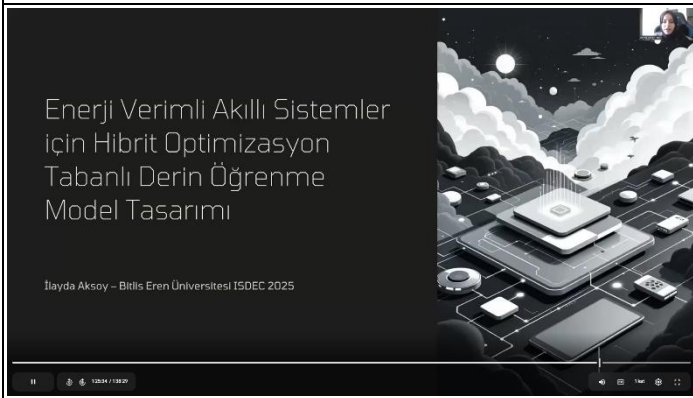 Enerji Verimli Akıllı Sistemler
için Hibrit Optimizasyon
Tabanlı Derin Öğrenme
Model Tasarımı
İlayda Aksoy – Bitlis Eren Üniversitesi ISDEC 2025